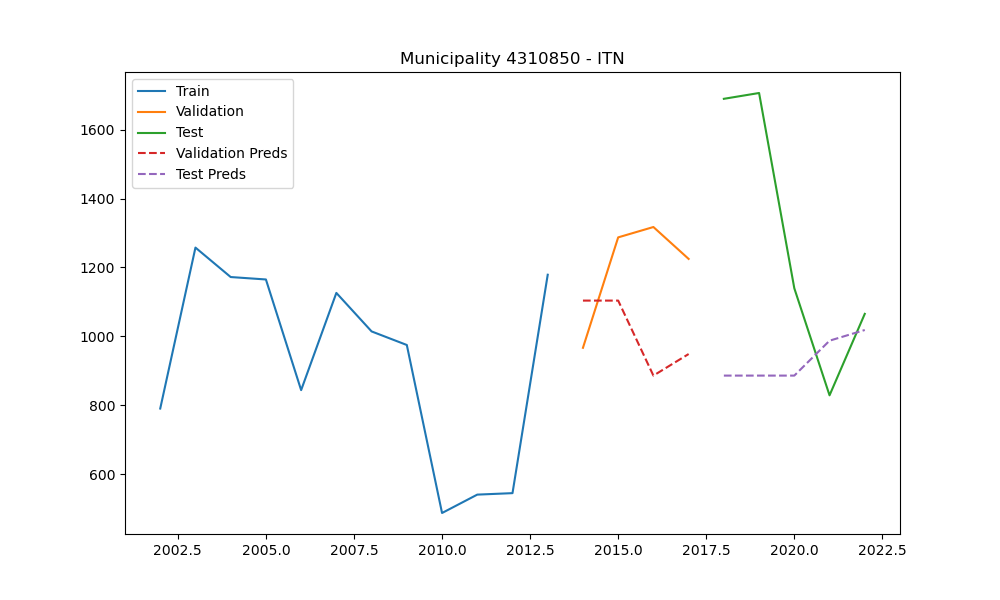 Municipality 4310850 - ITN
Train
Validation
Test
Validation Preds
Test Preds
1600
1400
1200
1000
800
600
2002.5 2005.0 2007.5 2010.0 2012.5 2015.0 2017.5 2020.0 2022.5